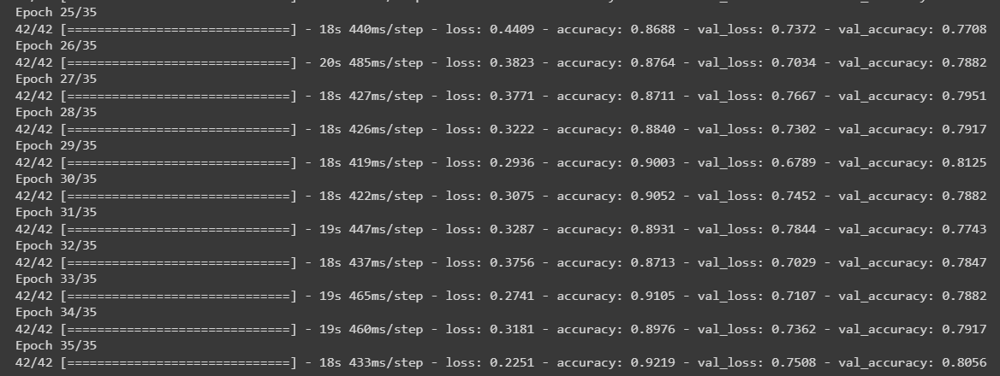 Epoch 25/35
42/42 [==============================] - 18s 440ms/step - loss: 0.4409 - accuracy: 0.8688 - val_loss: 0.7372 - val_accuracy: 0.7708
Epoch 26/35
42/42 [==============================] - 20s 485ms/step - loss: 0.3823 - accuracy: 0.8764 - val_loss: 0.7034 - val_accuracy: 0.7882
Epoch 27/35
42/42 [==============================] - 18s 427ms/step - loss: 0.3771 - accuracy: 0.8711 - val_loss: 0.7667 - val_accuracy: 0.7951
Epoch 28/35
42/42 [==============================] - 18s 426ms/step - loss: 0.3222 - accuracy: 0.8840 - val_loss: 0.7302 - val_accuracy: 0.7917
Epoch 29/35
42/42 [==============================] - 18s 419ms/step - loss: 0.2936 - accuracy: 0.9003 - val_loss: 0.6789 - val_accuracy: 0.8125
Epoch 30/35
42/42 [==============================] - 18s 422ms/step - loss: 0.3075 - accuracy: 0.9052 - val_loss: 0.7452 - val_accuracy: 0.7882
Epoch 31/35
42/42 [==============================] - 19s 447ms/step - loss: 0.3287 - accuracy: 0.8931 - val_loss: 0.7844 - val_accuracy: 0.7743
Epoch 32/35
42/42 [==============================] - 18s 437ms/step - loss: 0.3756 - accuracy: 0.8713 - val_loss: 0.7029 - val_accuracy: 0.7847
Epoch 33/35
42/42 [==============================] - 19s 465ms/step - loss: 0.2741 - accuracy: 0.9105 - val_loss: 0.7107 - val_accuracy: 0.7882
Epoch 34/35
42/42 [==============================] - 19s 460ms/step - loss: 0.3181 - accuracy: 0.8976 - val_loss: 0.7362 - val_accuracy: 0.7917
Epoch 35/35
42/42 [==============================] - 18s 433ms/step - loss: 0.2251 - accuracy: 0.9219 - val_loss: 0.7508 - val_accuracy: 0.8056